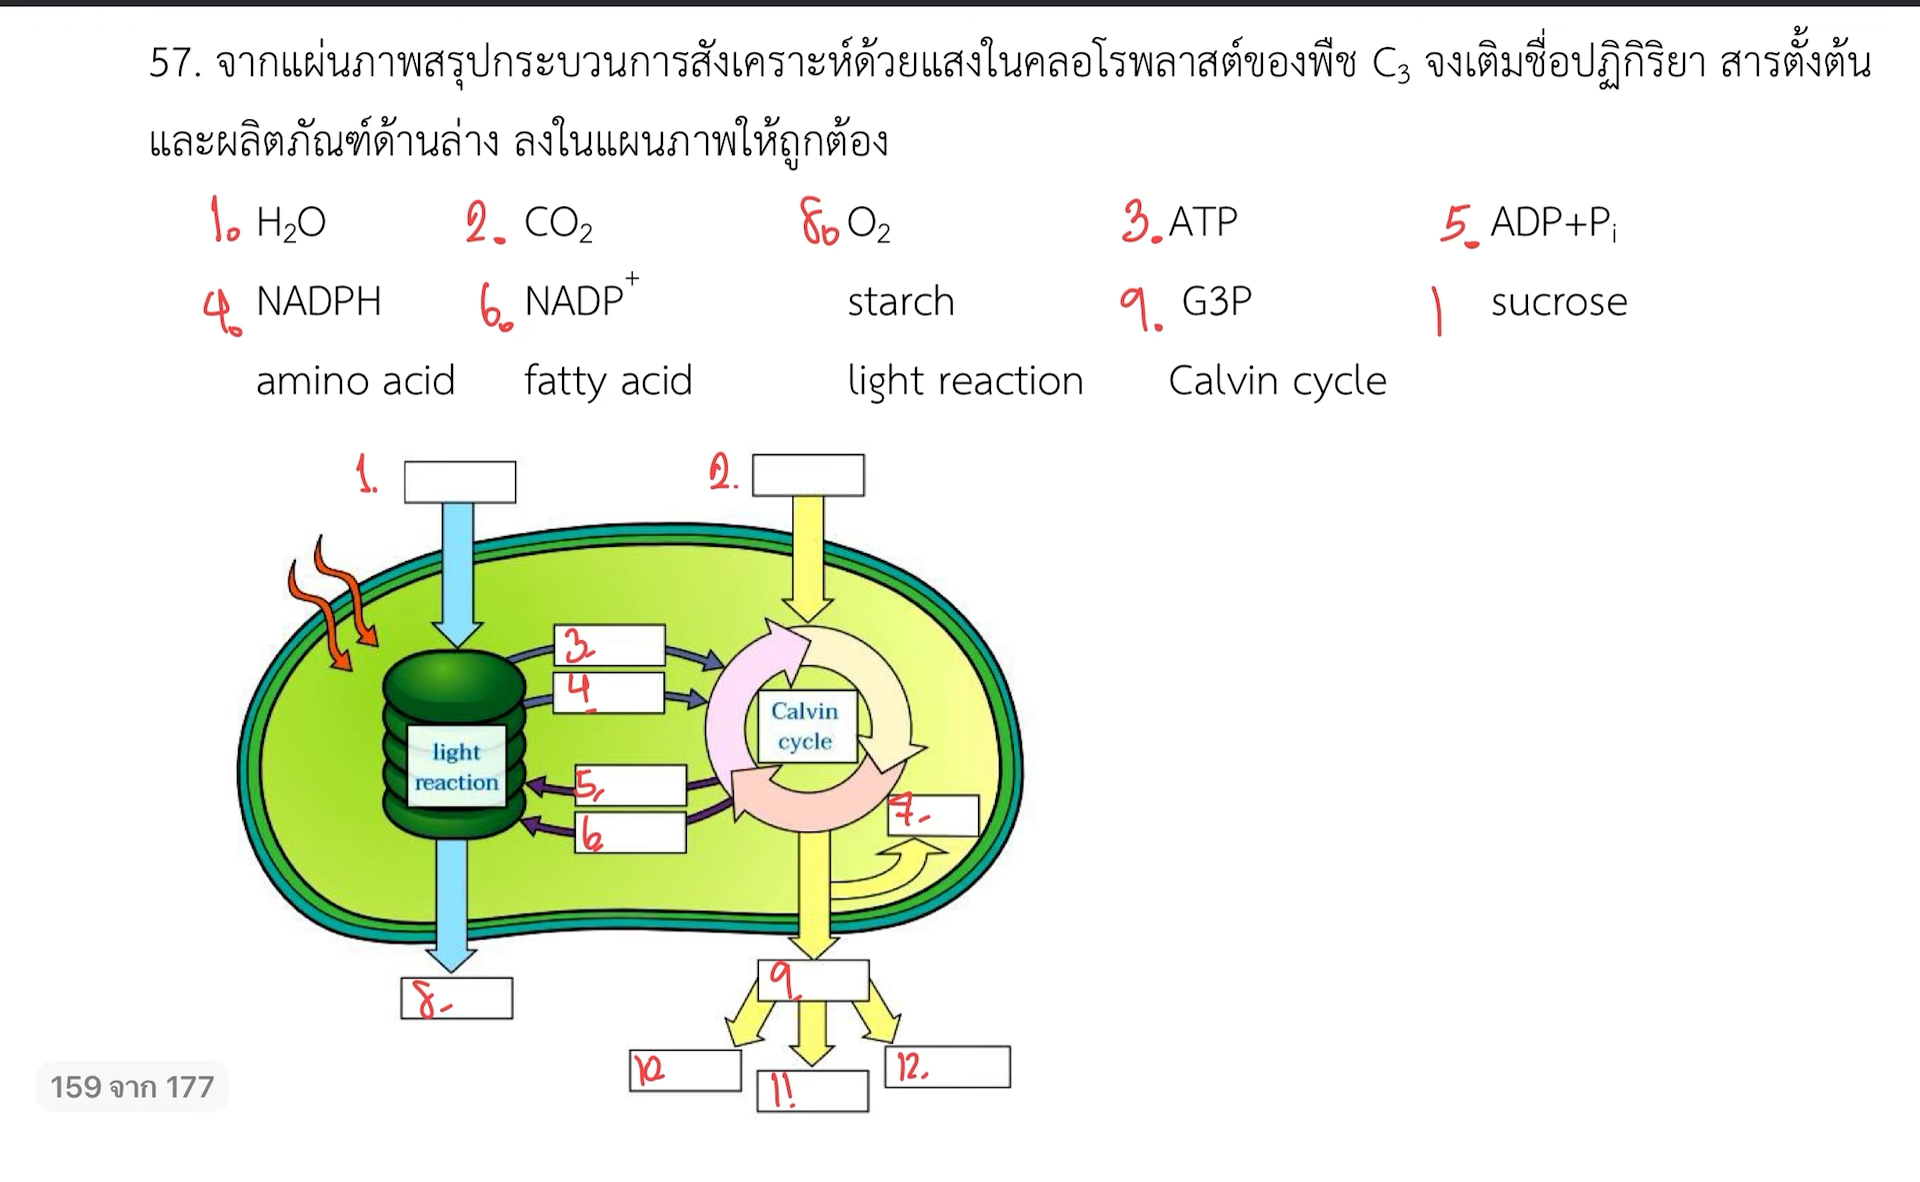 57. จากแผ่นภาพสรุปกระบวนการสังเคราะห์ด้วยแสงในคลอโรพลาสต์ของพืช C₃ จงเติมชื่อปฏิกิริยา สารตั้งต้น
และผลิตภัณฑ์ด้านล่าง ลงในแผนภาพให้ถูกต้อง
1. H₂O 2. CO₂ 8. O₂ 3. ATP 5. ADP+Pᵢ
4. NADPH 6. NADP⁺ starch 9. G3P 1 sucrose
amino acid fatty acid light reaction Calvin cycle
1. 2.
3.
4
Calvin
cycle
light
reaction
5.
6
7.
8.
9.
10
11
12.
159 จาก 177